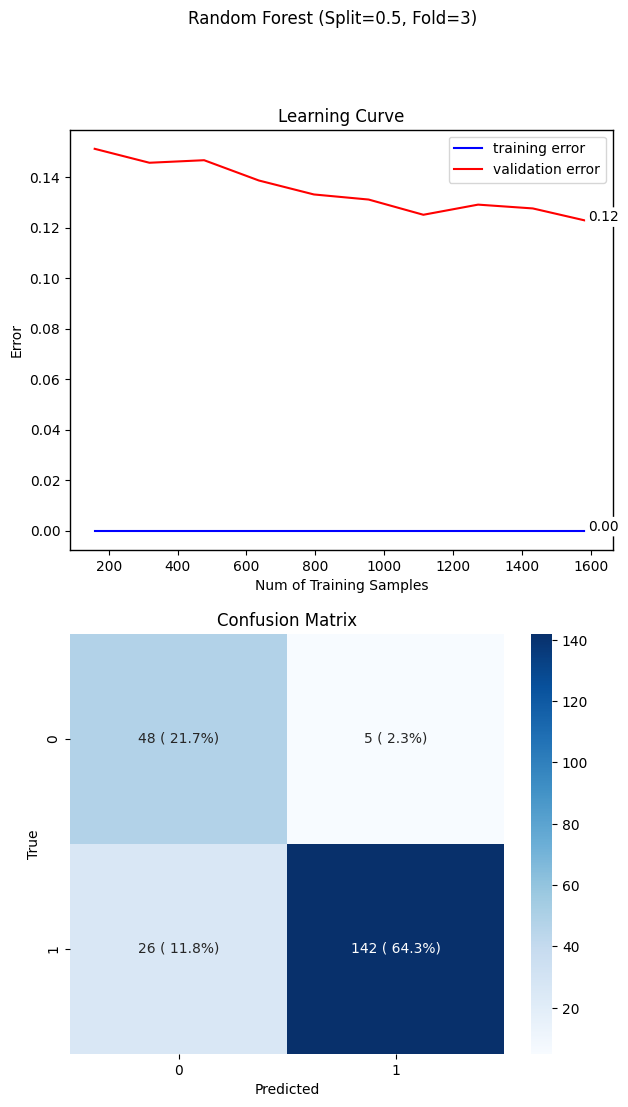 Random Forest (Split=0.5, Fold=3)
Learning Curve
training error
validation error
0.14
0.12
0.10
0.08
0.06
0.04
0.02
0.00
Error
0.12
0.00
200 400 600 800 1000 1200 1400 1600
Num of Training Samples
Confusion Matrix
48 ( 21.7%) 5 ( 2.3%)
26 ( 11.8%) 142 ( 64.3%)
0
1
True
0 1
Predicted
140
120
100
80
60
40
20